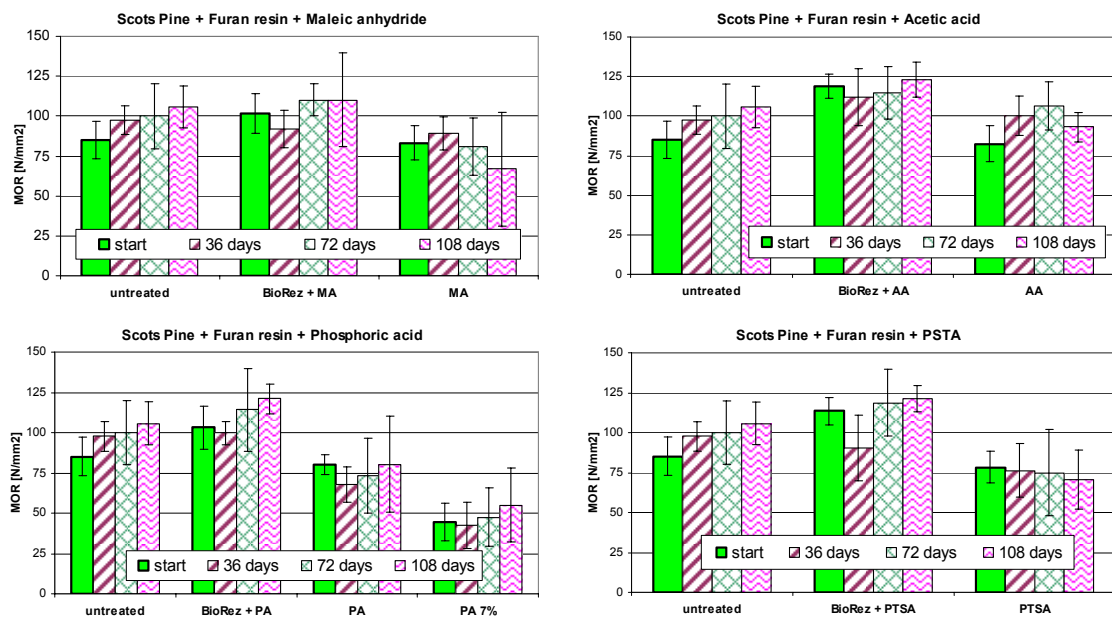 Scots Pine + Furan resin + Maleic anhydride
MOR [N/mm2]
150
125
100
75
50
25
0
start 36 days 72 days 108 days
untreated BioRez + MA MA
Scots Pine + Furan resin + Acetic acid
MOR [N/mm2]
150
125
100
75
50
25
0
start 36 days 72 days 108 days
untreated BioRez + AA AA
Scots Pine + Furan resin + Phosphoric acid
MOR [N/mm2]
150
125
100
75
50
25
0
start 36 days 72 days 108 days
untreated BioRez + PA PA PA 7%
Scots Pine + Furan resin + PSTA
MOR [N/mm2]
150
125
100
75
50
25
0
start 36 days 72 days 108 days
untreated BioRez + PTSA PTSA